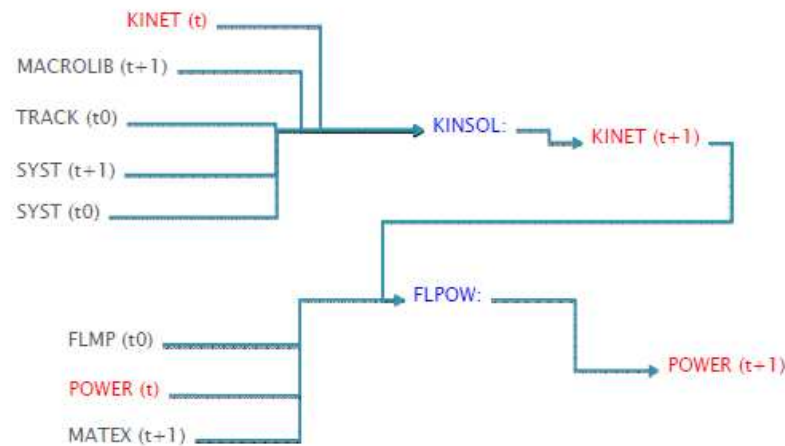 KINET (t)
MACROLIB (t+1)
TRACK (t0)
KINSOL:
KINET (t+1)
SYST (t+1)
SYST (t0)
FLPOW:
FLMP (t0)
POWER (t+1)
POWER (t)
MATEX (t+1)